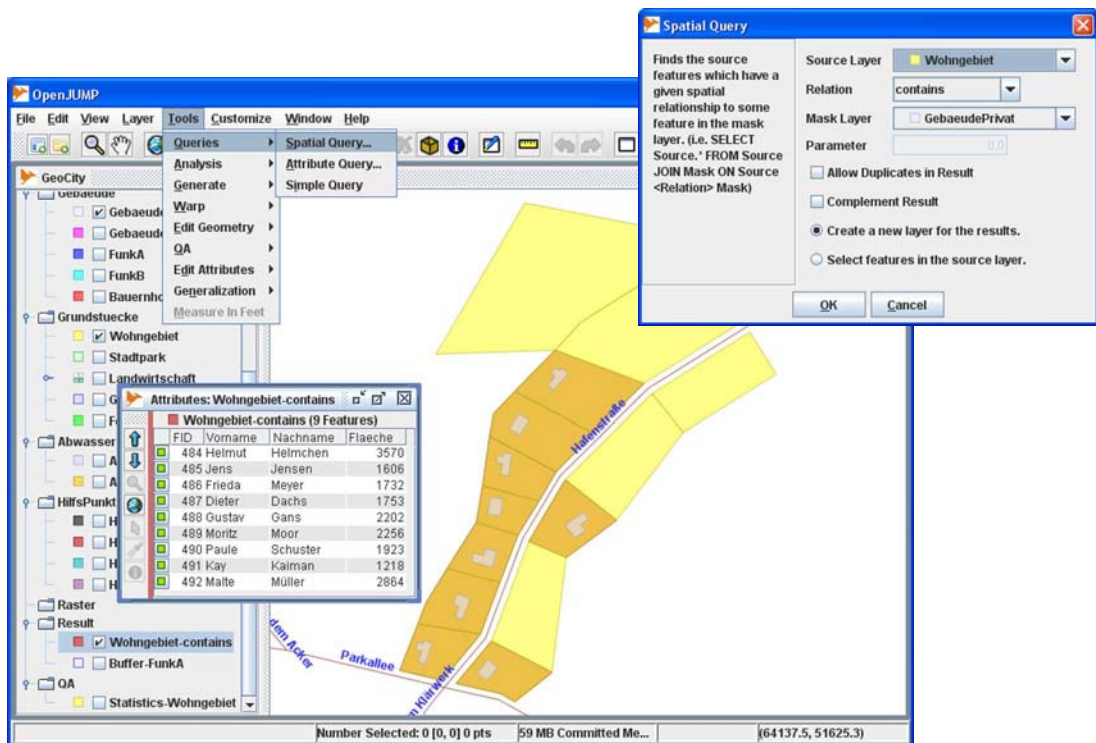 Spatial Query
Finds the source
features which have a
given spatial
relationship to some
feature in the mask
layer. (i.e. SELECT
Source.* FROM Source
JOIN Mask ON Source
<Relation> Mask)
Source Layer Wohngebiet
Relation contains
Mask Layer GebaeudePrivat
Parameter 0.0
Allow Duplicates in Result
Complement Result
Create a new layer for the results.
Select features in the source layer.
OK Cancel
OpenJUMP
File Edit View Layer Tools Customize Window Help
Queries
Analysis
Generate
Warp
Edit Geometry
QA
Edit Attributes
Generalization
Measure In Feet
Spatial Query...
Attribute Query...
Simple Query
GeoCity
Gebaeude
Gebaeud
Gebaeud
FunkA
FunkB
Bauernho
Grundstuecke
Wohngebiet
Stadtpark
Landwirtschaft
G
Abwasser
A
A
HilfsPunkt
H
H
H
H
Raster
Result
Wohngebiet-contains
Buffer-FunkA
QA
Statistics-Wohngebiet
Attributes: Wohngebiet-contains
Wohngebiet-contains (9 Features)
FID Vorname Nachname Flaeche
484 Helmut Helmchen 3570
485 Jens Jensen 1606
486 Frieda Meyer 1732
487 Dieter Dachs 1753
488 Gustav Gans 2202
489 Moritz Moor 2256
490 Paule Schuster 1923
491 Kay Kaiman 1218
492 Malte Müller 2864
Hafenstraße
dem Acker
Parkallee
m Klärwerk
Number Selected: 0 [0, 0] 0 pts 59 MB Committed Me... (64137.5, 51625.3)